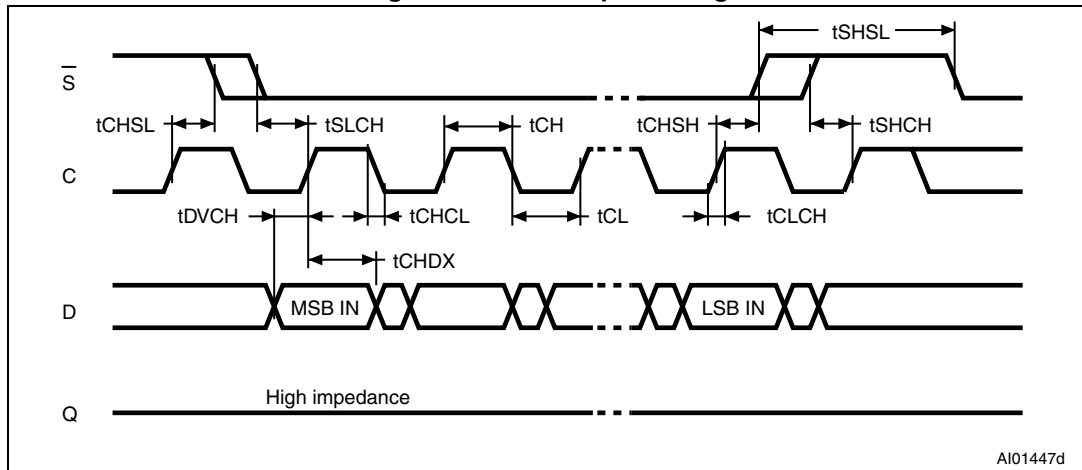 tSHSL
S
tCHSL
tSLCH
tCH
tCHSH
tSHCH
C
tDVCH
tCHCL
tCL
tCLCH
tCHDX
D
MSB IN
LSB IN
High impedance
Q
AI01447d